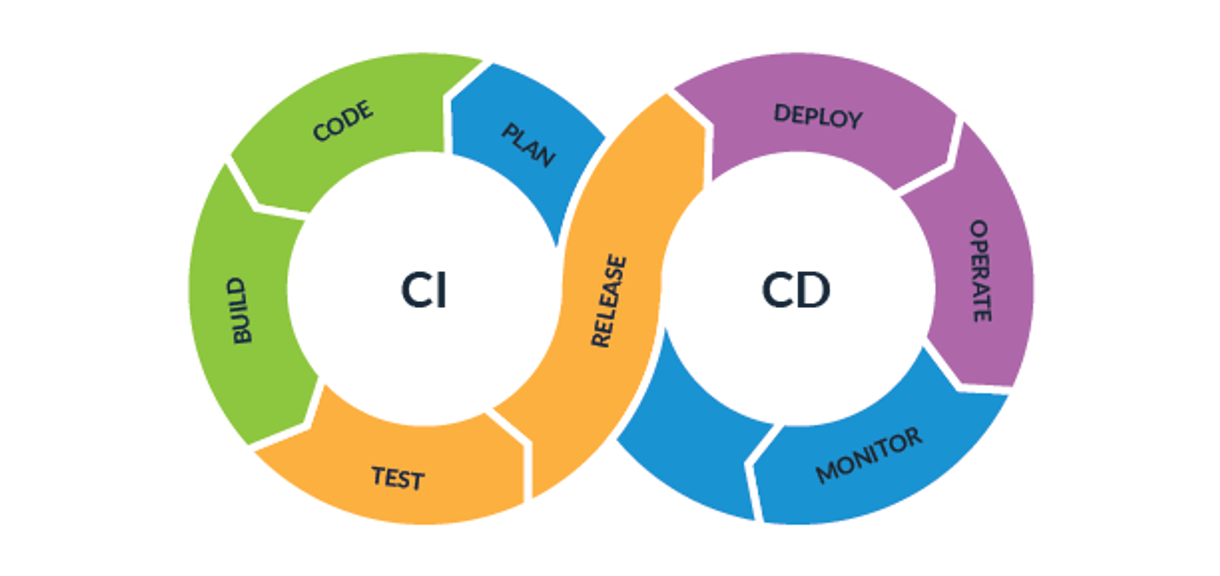 CODE
PLAN
DEPLOY
BUILD
CI
RELEASE
CD
OPERATE
TEST
MONITOR